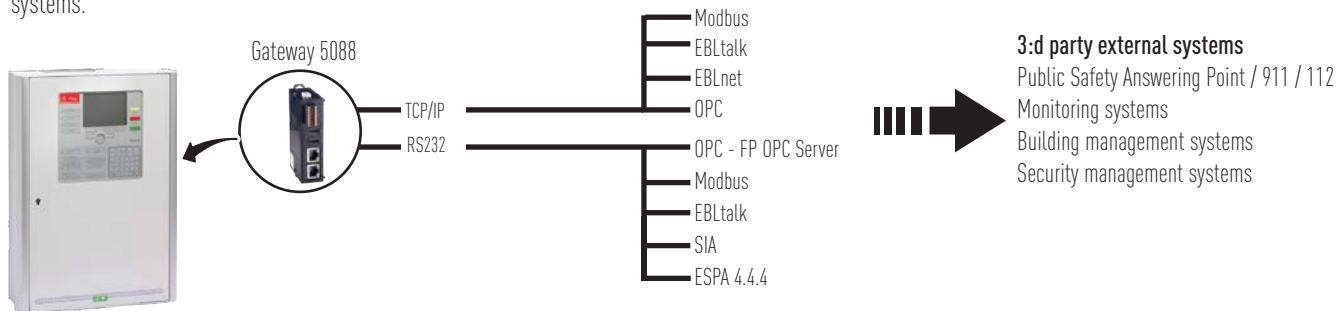 systems.
Gateway 5088
TCP/IP
RS232
Modbus
EBLtalk
EBLnet
OPC
OPC - FP OPC Server
Modbus
EBLtalk
SIA
ESPA 4.4.4
3:d party external systems
Public Safety Answering Point / 911 / 112
Monitoring systems
Building management systems
Security management systems